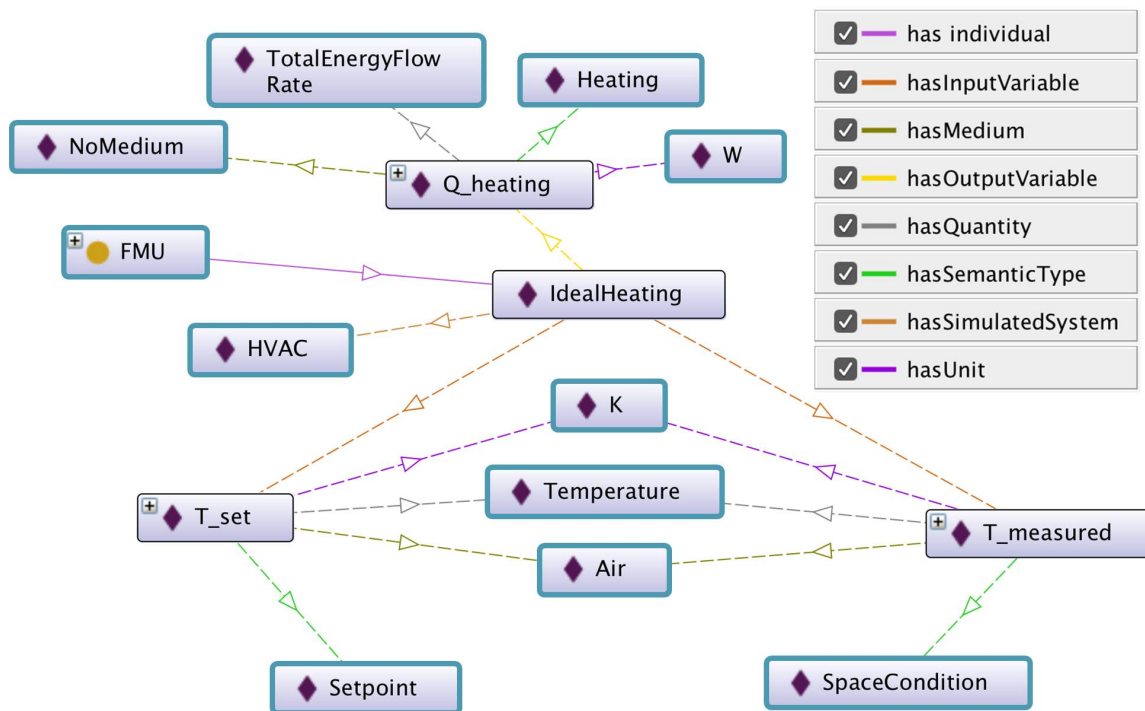 TotalEnergyFlow
Rate
Heating
NoMedium
W
Q_heating
FMU
IdealHeating
HVAC
K
Temperature
T_set
T_measured
Air
Setpoint
SpaceCondition
has individual
hasInputVariable
hasMedium
hasOutputVariable
hasQuantity
hasSemanticType
hasSimulatedSystem
hasUnit